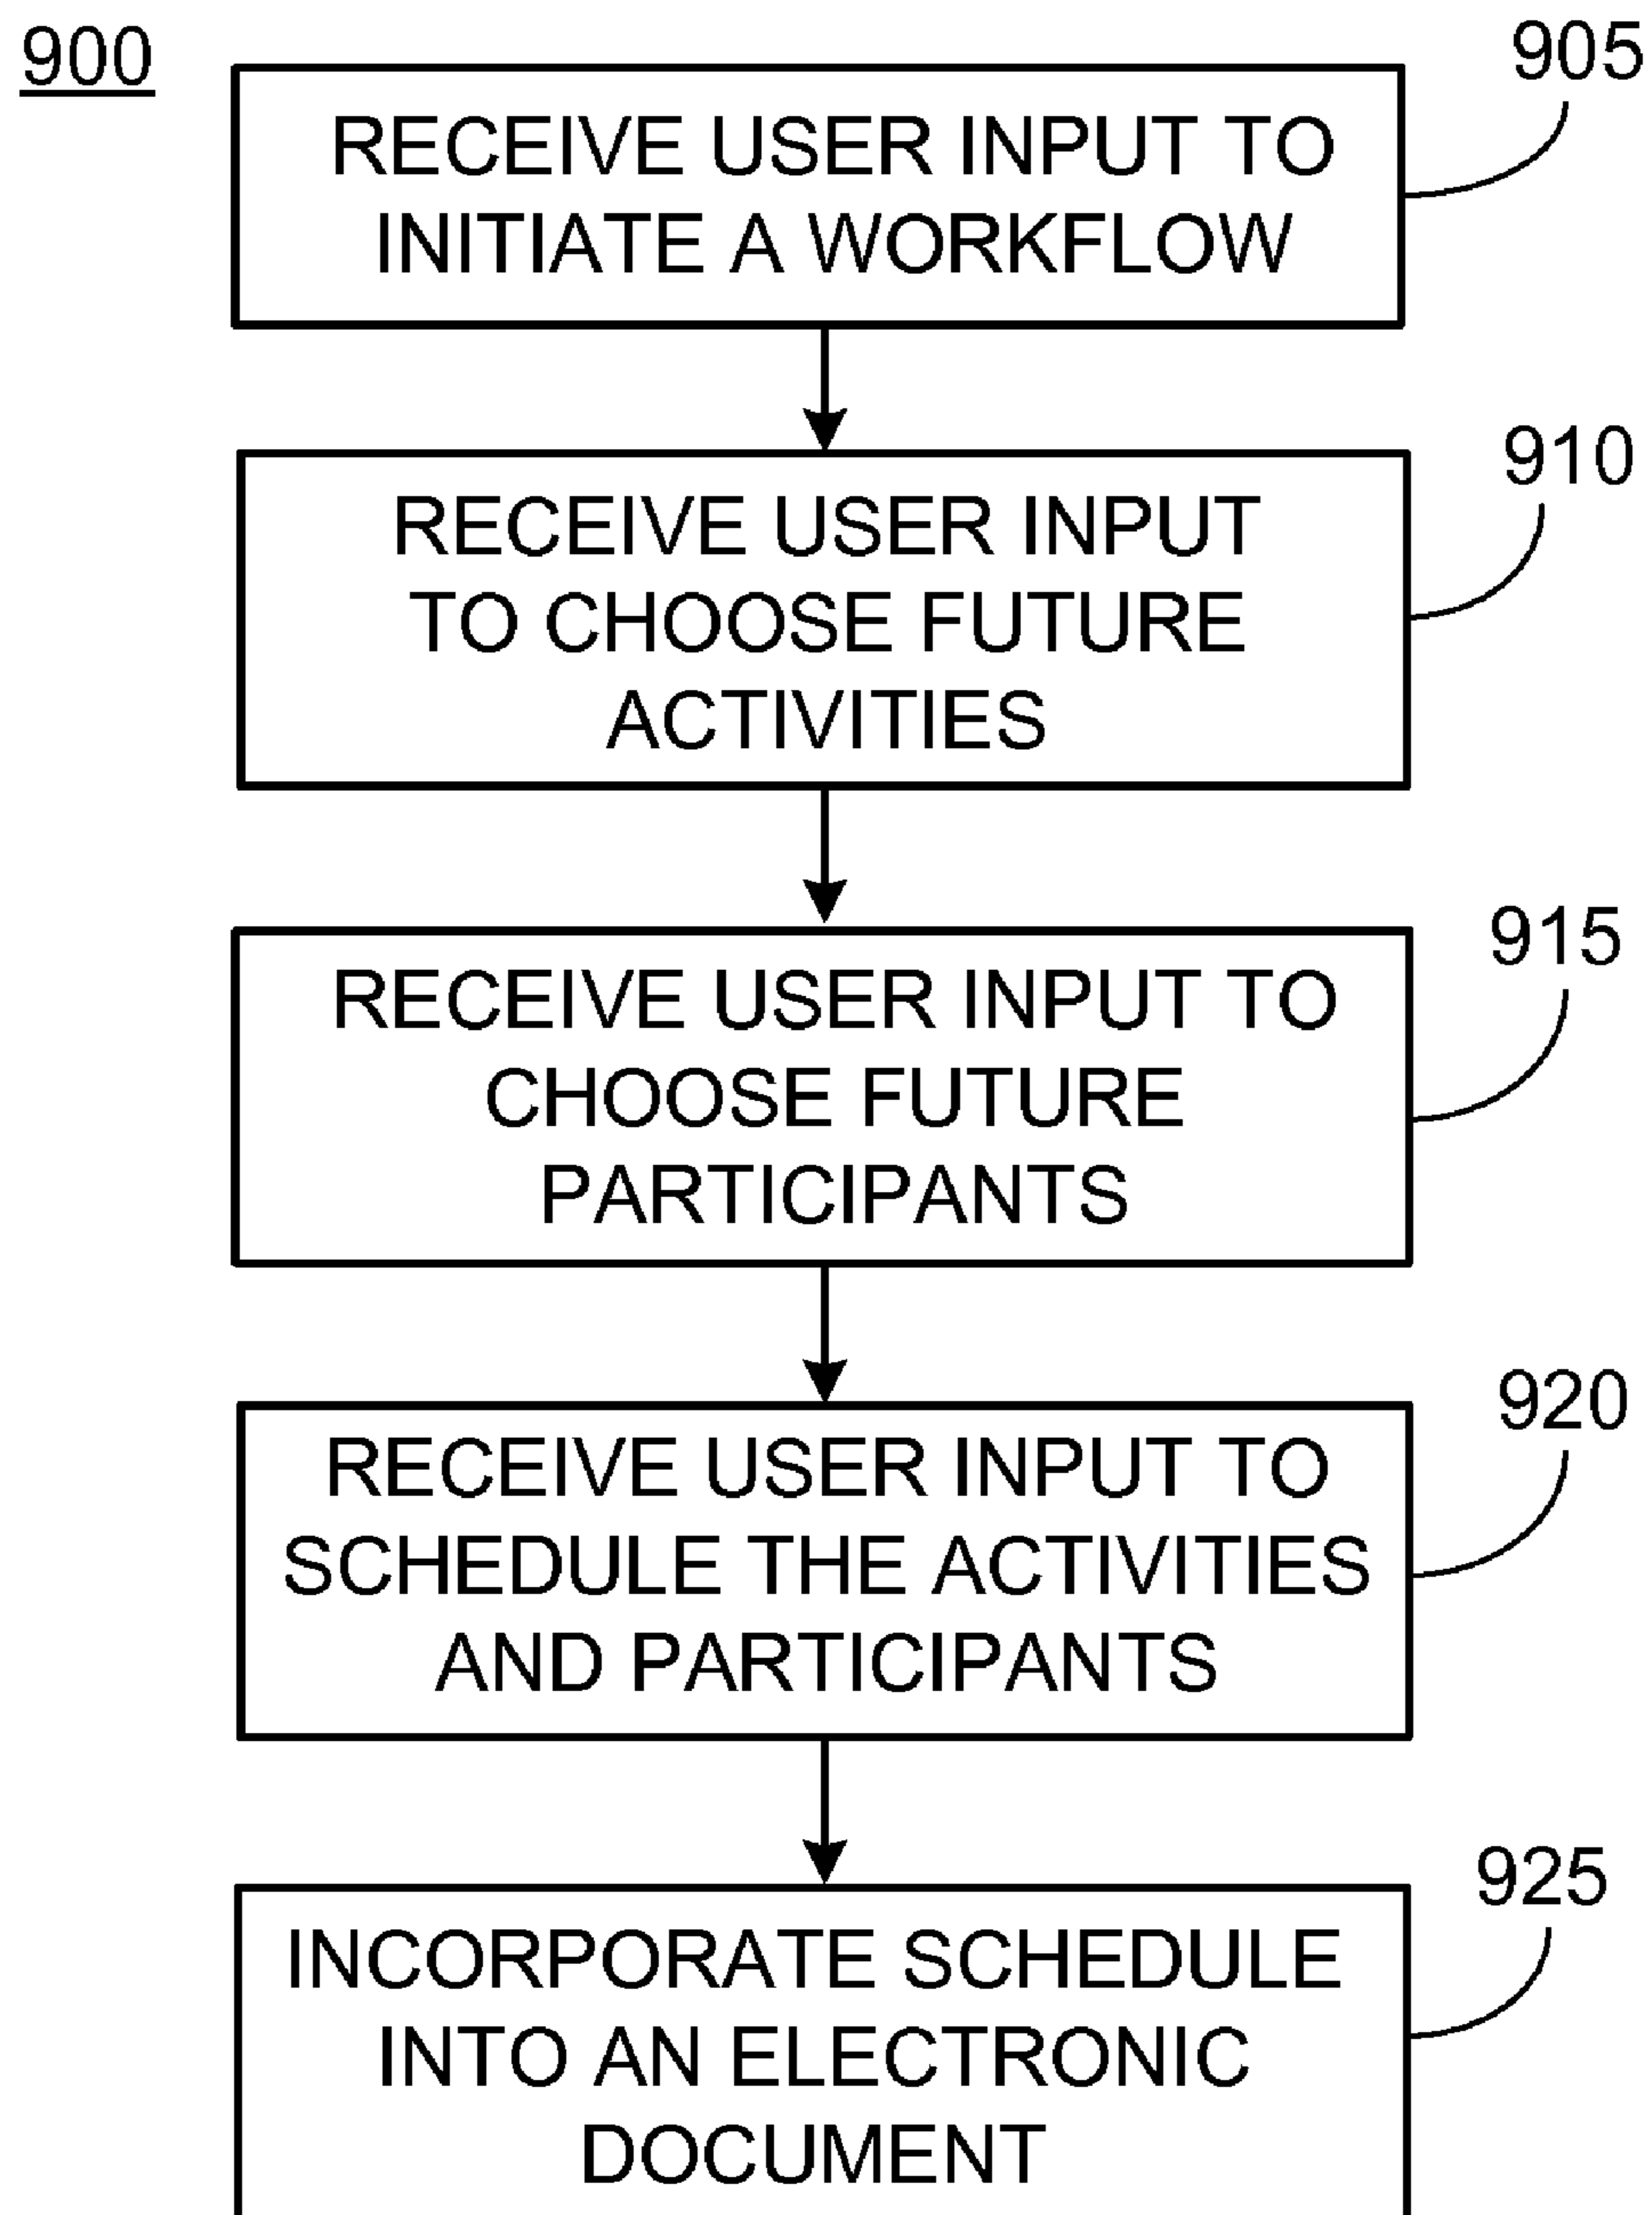 900
905
RECEIVE USER INPUT TO
INITIATE A WORKFLOW
910
RECEIVE USER INPUT
TO CHOOSE FUTURE
ACTIVITIES
915
RECEIVE USER INPUT TO
CHOOSE FUTURE
PARTICIPANTS
920
RECEIVE USER INPUT TO
SCHEDULE THE ACTIVITIES
AND PARTICIPANTS
925
INCORPORATE SCHEDULE
INTO AN ELECTRONIC
DOCUMENT